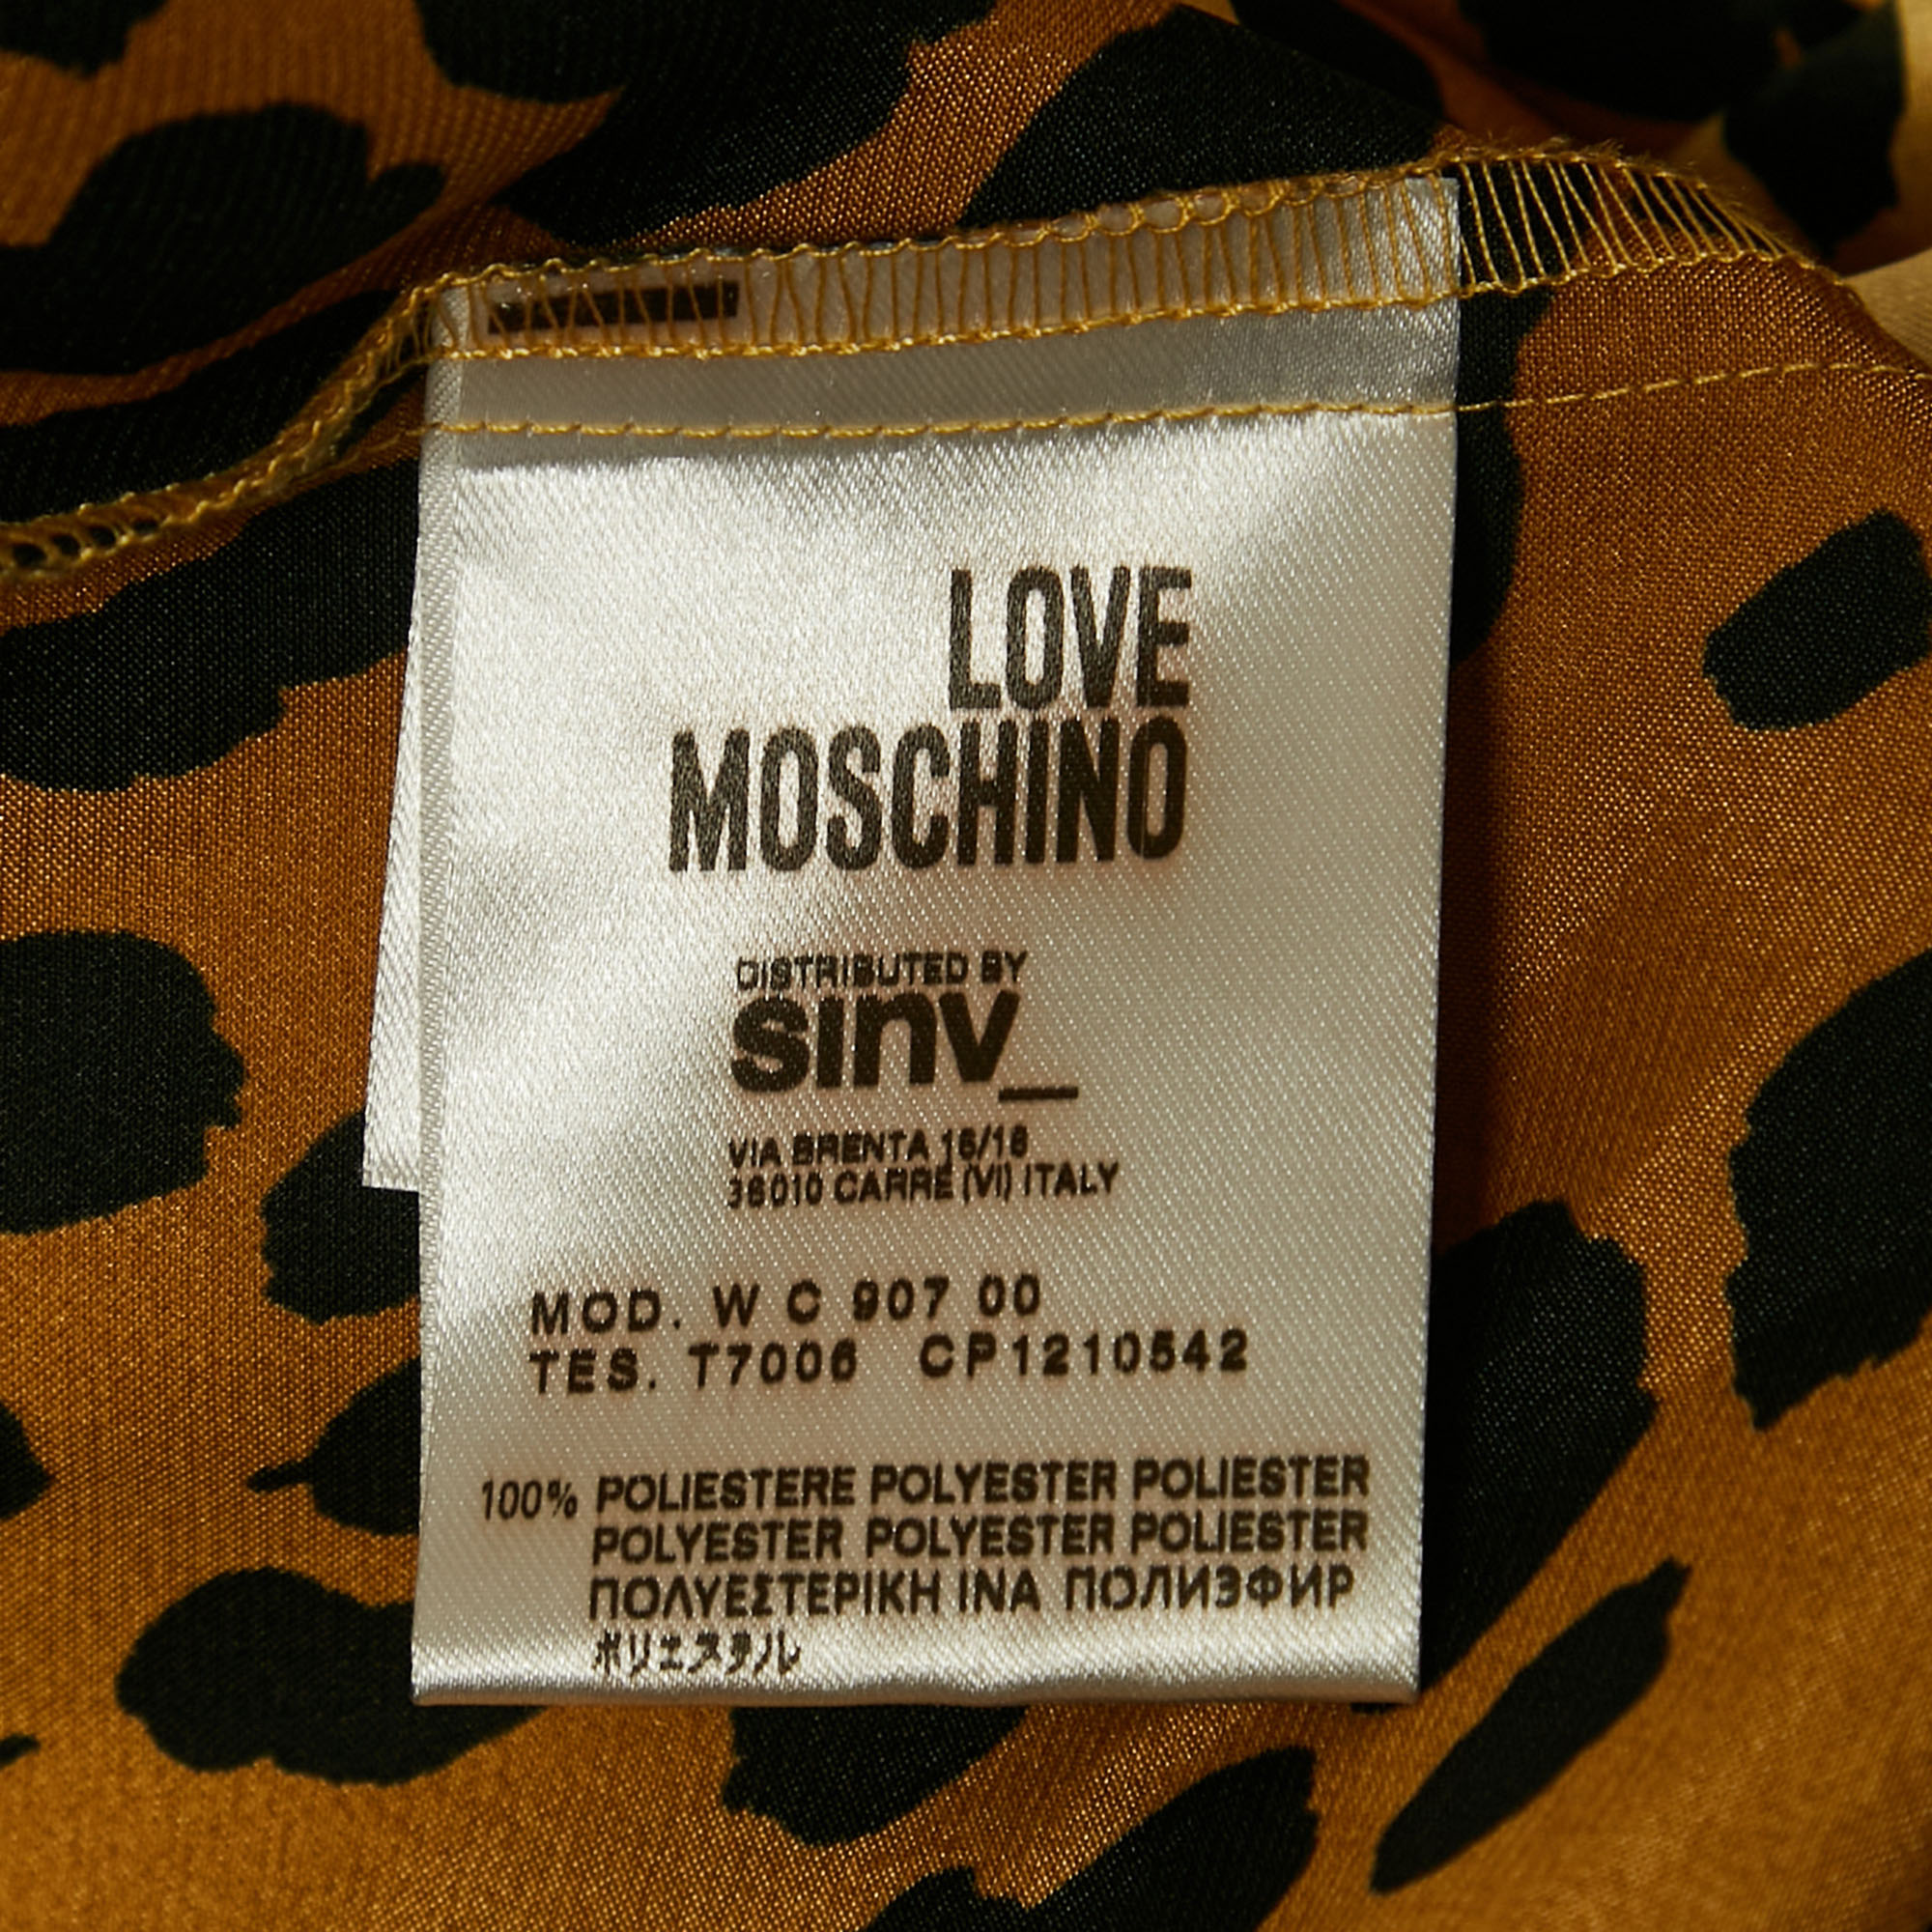 LOVE
MOSCHINO
DISTRIBUTED BY
sinv_
VIA BRENTA 16/18
36010 CARRÉ (VI) ITALY
MOD. W C 907 00
TES. T7006 CP1210542
100% POLIESTERE POLYESTER POLIESTER
POLYESTER POLYESTER POLIESTER
ΠΟΛΥΕΣΤΕΡΙΚΗ ΙΝΑ ПОЛИЭФИР
ポリエステル